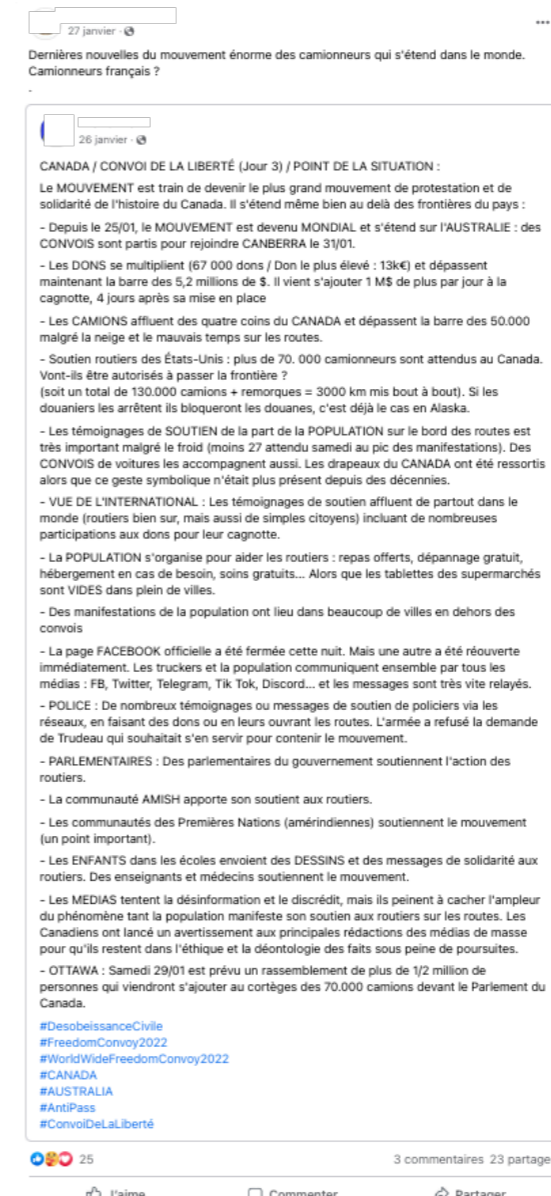 27 janvier ·
...
Dernières nouvelles du mouvement énorme des camionneurs qui s'étend dans le monde.
Camionneurs français ?
.
26 janvier ·
CANADA / CONVOI DE LA LIBERTÉ (Jour 3) / POINT DE LA SITUATION :
Le MOUVEMENT est train de devenir le plus grand mouvement de protestation et de
solidarité de l'histoire du Canada. Il s'étend même bien au delà des frontières du pays :
- Depuis le 25/01, le MOUVEMENT est devenu MONDIAL et s'étend sur l'AUSTRALIE : des
CONVOIS sont partis pour rejoindre CANBERRA le 31/01.
- Les DONS se multiplient (67 000 dons / Don le plus élevé : 13k€) et dépassent
maintenant la barre des 5,2 millions de $. Il vient s'ajouter 1 M$ de plus par jour à la
cagnotte, 4 jours après sa mise en place
- Les CAMIONS affluent des quatre coins du CANADA et dépassent la barre des 50.000
malgré la neige et le mauvais temps sur les routes.
- Soutien routiers des États-Unis : plus de 70. 000 camionneurs sont attendus au Canada.
Vont-ils être autorisés à passer la frontière ?
(soit un total de 130.000 camions + remorques = 3000 km mis bout à bout). Si les
douaniers les arrêtent ils bloqueront les douanes, c'est déjà le cas en Alaska.
- Les témoignages de SOUTIEN de la part de la POPULATION sur le bord des routes est
très important malgré le froid (moins 27 attendu samedi au pic des manifestations). Des
CONVOIS de voitures les accompagnent aussi. Les drapeaux du CANADA ont été ressortis
alors que ce geste symbolique n'était plus présent depuis des décennies.
- VUE DE L'INTERNATIONAL : Les témoignages de soutien affluent de partout dans le
monde (routiers bien sur, mais aussi de simples citoyens) incluant de nombreuses
participations aux dons pour leur cagnotte.
- La POPULATION s'organise pour aider les routiers : repas offerts, dépannage gratuit,
hébergement en cas de besoin, soins gratuits... Alors que les tablettes des supermarchés
sont VIDES dans plein de villes.
- Des manifestations de la population ont lieu dans beaucoup de villes en dehors des
convois
- La page FACEBOOK officielle a été fermée cette nuit. Mais une autre a été réouverte
immédiatement. Les truckers et la population communiquent ensemble par tous les
médias : FB, Twitter, Telegram, Tik Tok, Discord... et les messages sont très vite relayés.
- POLICE : De nombreux témoignages ou messages de soutien de policiers via les
réseaux, en faisant des dons ou en leurs ouvrant les routes. L'armée a refusé la demande
de Trudeau qui souhaitait s'en servir pour contenir le mouvement.
- PARLEMENTAIRES : Des parlementaires du gouvernement soutiennent l'action des
routiers.
- La communauté AMISH apporte son soutient aux routiers.
- Les communautés des Premières Nations (amérindiennes) soutiennent le mouvement
(un point important).
- Les ENFANTS dans les écoles envoient des DESSINS et des messages de solidarité aux
routiers. Des enseignants et médecins soutiennent le mouvement.
- Les MEDIAS tentent la désinformation et le discrédit, mais ils peinent à cacher l'ampleur
du phénomène tant la population manifeste son soutien aux routiers sur les routes. Les
Canadiens ont lancé un avertissement aux principales rédactions des médias de masse
pour qu'ils restent dans l'éthique et la déontologie des faits sous peine de poursuites.
- OTTAWA : Samedi 29/01 est prévu un rassemblement de plus de 1/2 million de
personnes qui viendront s'ajouter au cortèges des 70.000 camions devant le Parlement du
Canada.
#DesobeissanceCivile
#FreedomConvoy2022
#WorldWideFreedomConvoy2022
#CANADA
#AUSTRALIA
#AntiPass
#ConvoiDeLaLiberté
25
3 commentaires 23 partage
J'aime
Commenter
Partager